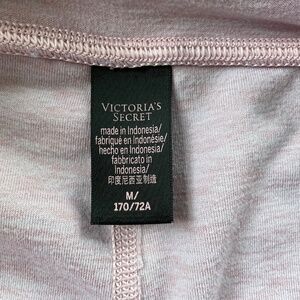 VICTORIA'S
SECRET
made in Indonesia/
fabriqué en Indonésie/
hecho en Indonesia/
fabbricato in
Indonesia/
印度尼西亚制造
M/
170/72A